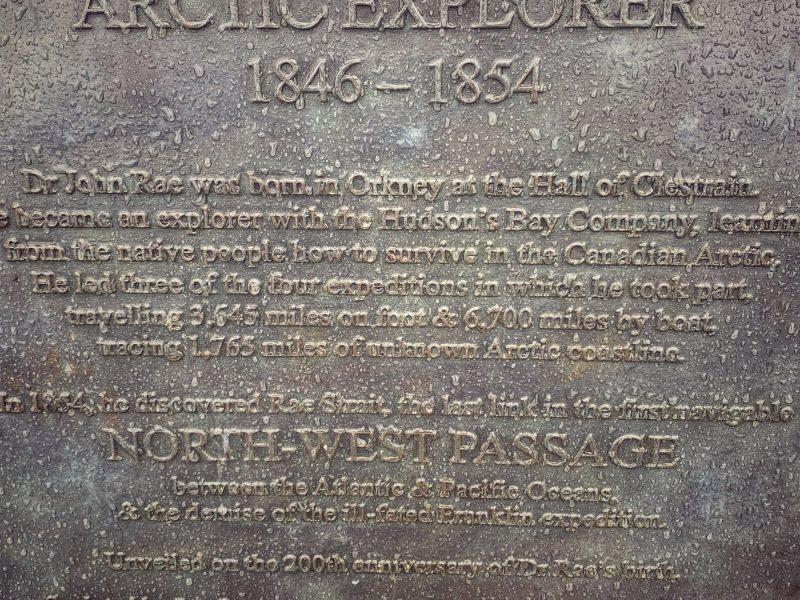 ARCTIC EXPLORER
1846 – 1854
Dr John Rae was born in Orkney at the Hall of Clestrain.
e became an explorer with the Hudson's Bay Company, learnin
from the native people how to survive in the Canadian Arctic.
He led three of the four expeditions in which he took part,
travelling 3,645 miles on foot & 6,700 miles by boat,
tracing 1,765 miles of unknown Arctic coastline.
In 1854, he discovered Rae Strait, the last link in the first navigable
NORTH-WEST PASSAGE
between the Atlantic & Pacific Oceans,
& the demise of the ill-fated Franklin expedition.
Unveiled on the 200th anniversary of Dr Rae's birth.